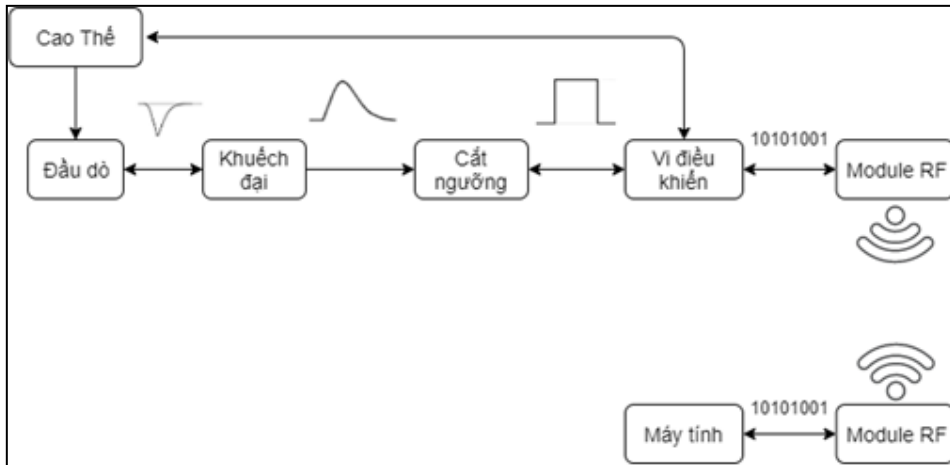 Cao Thế
Đầu dò
Khuếch
đại
Cắt
ngưỡng
Vi điều
khiển
10101001
Module RF
Máy tính
10101001
Module RF